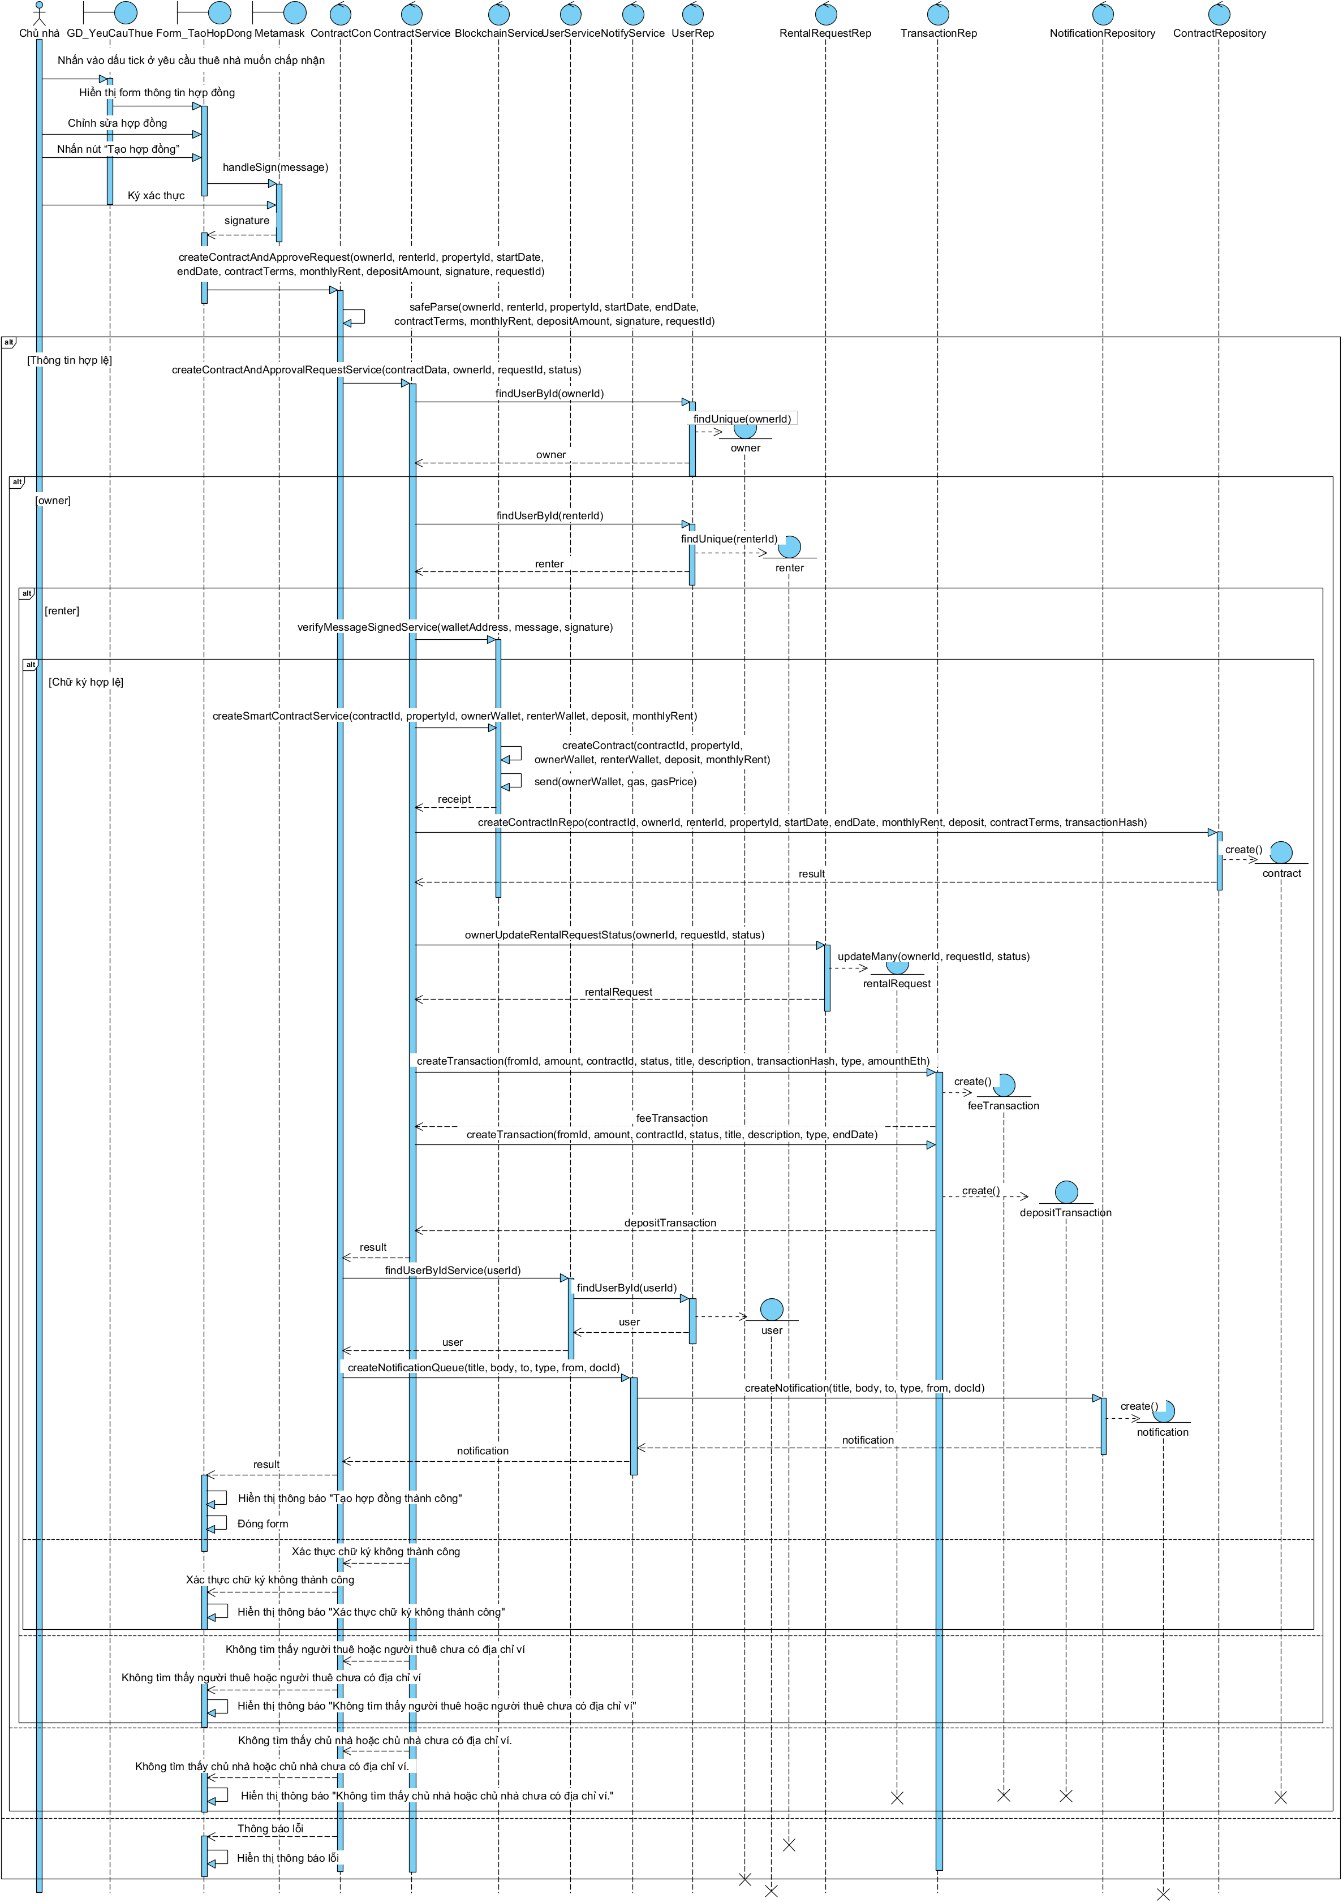 Chủ nhà
GD_YeuCauThue
Form_TaoHopDong
Metamask
ContractCon
ContractService
BlockchainService
UserService
NotifyService
UserRep
RentalRequestRep
TransactionRep
NotificationRepository
ContractRepository
Nhấn vào dấu tick ở yêu cầu thuê nhà muốn chấp nhận
Hiển thị form thông tin hợp đồng
Chỉnh sửa hợp đồng
Nhấn nút “Tạo hợp đồng”
handleSign(message)
Ký xác thực
signature
createContractAndApproveRequest(ownerId, renterId, propertyId, startDate,
endDate, contractTerms, monthlyRent, depositAmount, signature, requestId)
safeParse(ownerId, renterId, propertyId, startDate, endDate,
contractTerms, monthlyRent, depositAmount, signature, requestId)
alt
[Thông tin hợp lệ]
createContractAndApprovalRequestService(contractData, ownerId, requestId, status)
findUserById(ownerId)
findUnique(ownerId)
owner
owner
alt
[owner]
findUserById(renterId)
findUnique(renterId)
renter
renter
alt
[renter]
verifyMessageSignedService(walletAddress, message, signature)
alt
[Chữ ký hợp lệ]
createSmartContractService(contractId, propertyId, ownerWallet, renterWallet, deposit, monthlyRent)
createContract(contractId, propertyId,
ownerWallet, renterWallet, deposit, monthlyRent)
send(ownerWallet, gas, gasPrice)
receipt
createContractInRepo(contractId, ownerId, renterId, propertyId, startDate, endDate, monthlyRent, deposit, contractTerms, transactionHash)
create()
contract
result
ownerUpdateRentalRequestStatus(ownerId, requestId, status)
updateMany(ownerId, requestId, status)
rentalRequest
rentalRequest
createTransaction(fromId, amount, contractId, status, title, description, transactionHash, type, amounthEth)
create()
feeTransaction
feeTransaction
createTransaction(fromId, amount, contractId, status, title, description, type, endDate)
create()
depositTransaction
depositTransaction
result
findUserByIdService(userId)
findUserById(userId)
user
user
user
createNotificationQueue(title, body, to, type, from, docId)
createNotification(title, body, to, type, from, docId)
create()
notification
notification
notification
result
Hiển thị thông báo "Tạo hợp đồng thành công"
Đóng form
Xác thực chữ ký không thành công
Xác thực chữ ký không thành công
Hiển thị thông báo "Xác thực chữ ký không thành công"
Không tìm thấy người thuê hoặc người thuê chưa có địa chỉ ví
Không tìm thấy người thuê hoặc người thuê chưa có địa chỉ ví
Hiển thị thông báo "Không tìm thấy người thuê hoặc người thuê chưa có địa chỉ ví"
Không tìm thấy chủ nhà hoặc chủ nhà chưa có địa chỉ ví.
Không tìm thấy chủ nhà hoặc chủ nhà chưa có địa chỉ ví.
Hiển thị thông báo "Không tìm thấy chủ nhà hoặc chủ nhà chưa có địa chỉ ví."
Thông báo lỗi
Hiển thị thông báo lỗi